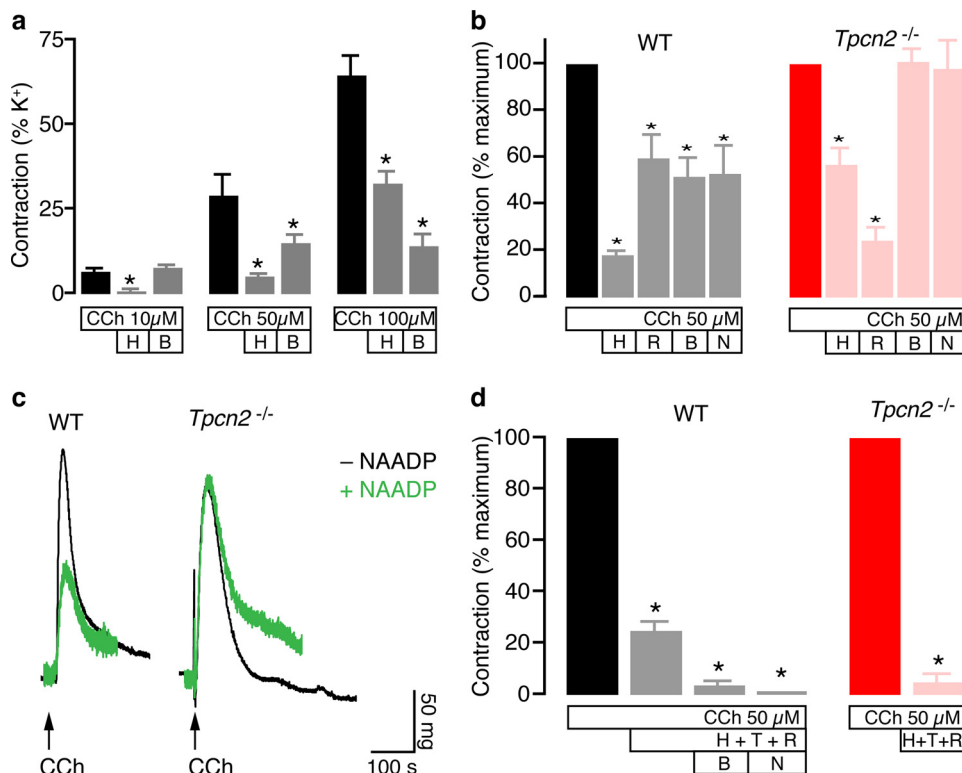 a
Contraction (% K⁺)
75
50
25
0
CCh 10µM
H B
CCh 50µM
H B
CCh 100µM
H B
* * * * *
b
WT
Tpcn2 -/-
Contraction (% maximum)
100
80
60
40
20
0
* * * *
* *
CCh 50 µM
H R B N
CCh 50 µM
H R B N
c
WT
Tpcn2 -/-
– NAADP
+ NAADP
CCh
CCh
50 mg
100 s
d
WT
Tpcn2 -/-
Contraction (% maximum)
100
80
60
40
20
0
* * *
*
CCh 50 µM
H + T + R
B N
CCh 50 µM
H+T+R